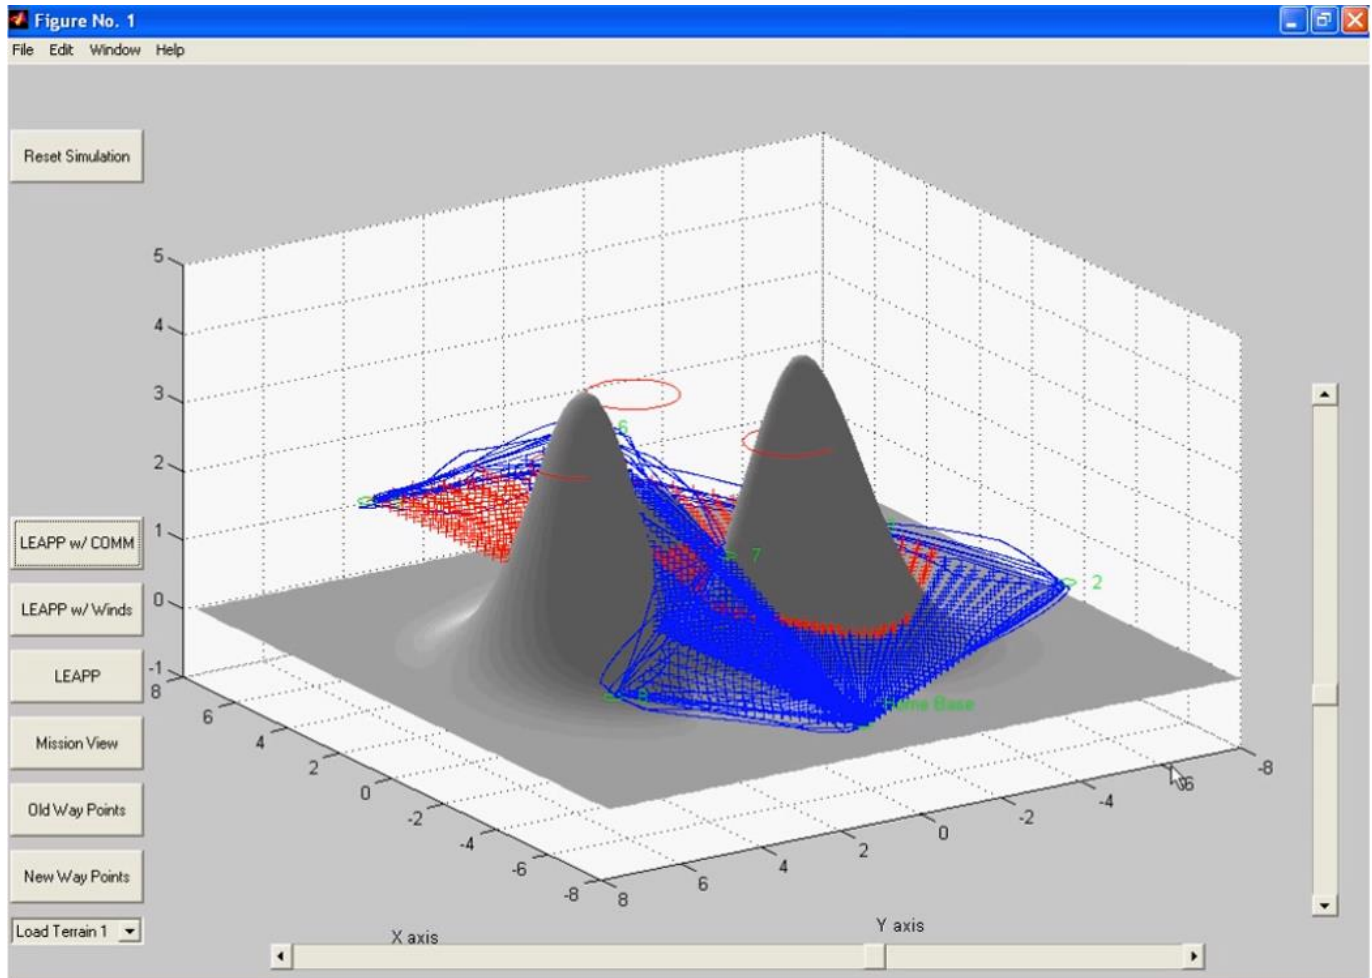 Figure No. 1
File Edit Window Help
Reset Simulation
5
4
3
2
1
0
-1
6
7
2
Home Base
LEAPP w/ COMM
LEAPP w/ Winds
LEAPP
Mission View
Old Way Points
New Way Points
Load Terrain 1
8
6
4
2
0
-2
-4
-6
-8
8
6
4
2
0
-2
-4
-8
X axis
Y axis